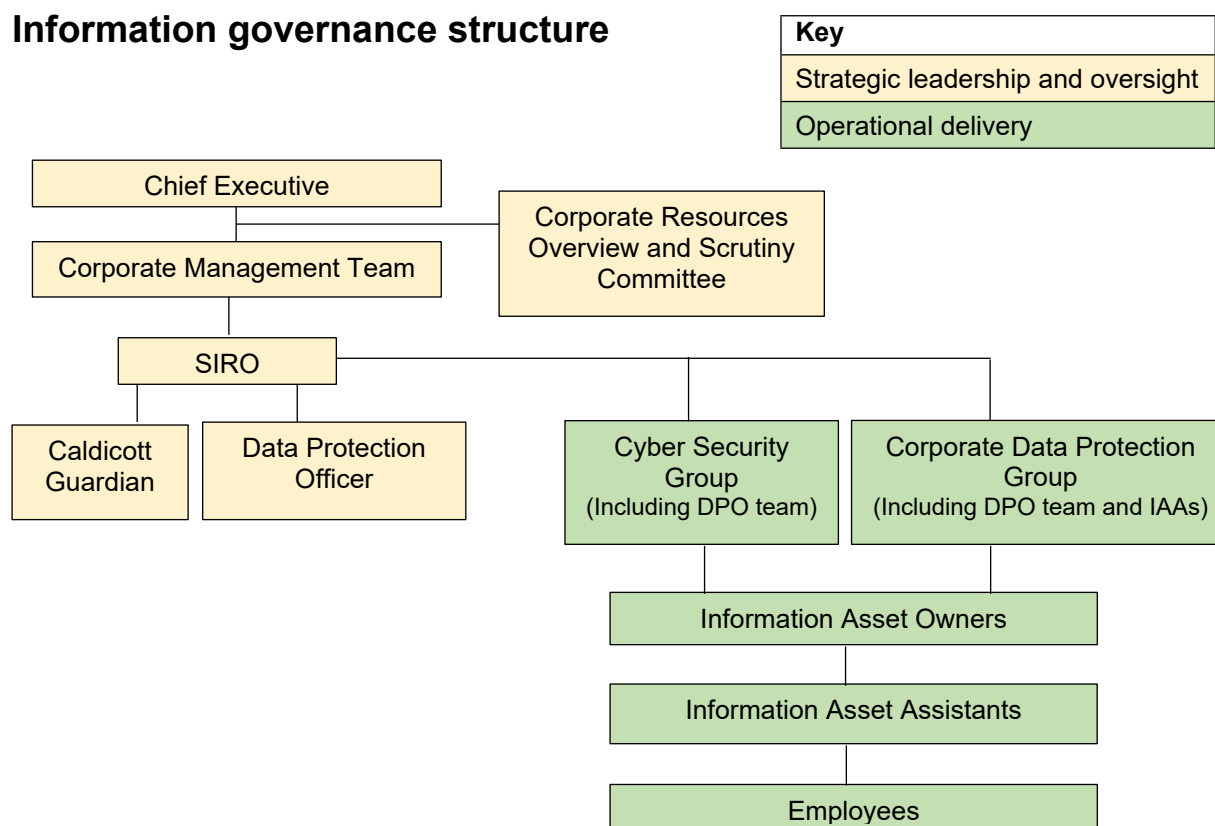 Information governance structure
Key
Strategic leadership and oversight
Operational delivery
Chief Executive
Corporate Resources
Overview and Scrutiny
Committee
Corporate Management Team
SIRO
Caldicott
Guardian
Data Protection
Officer
Cyber Security
Group
(Including DPO team)
Corporate Data Protection
Group
(Including DPO team and IAAs)
Information Asset Owners
Information Asset Assistants
Employees